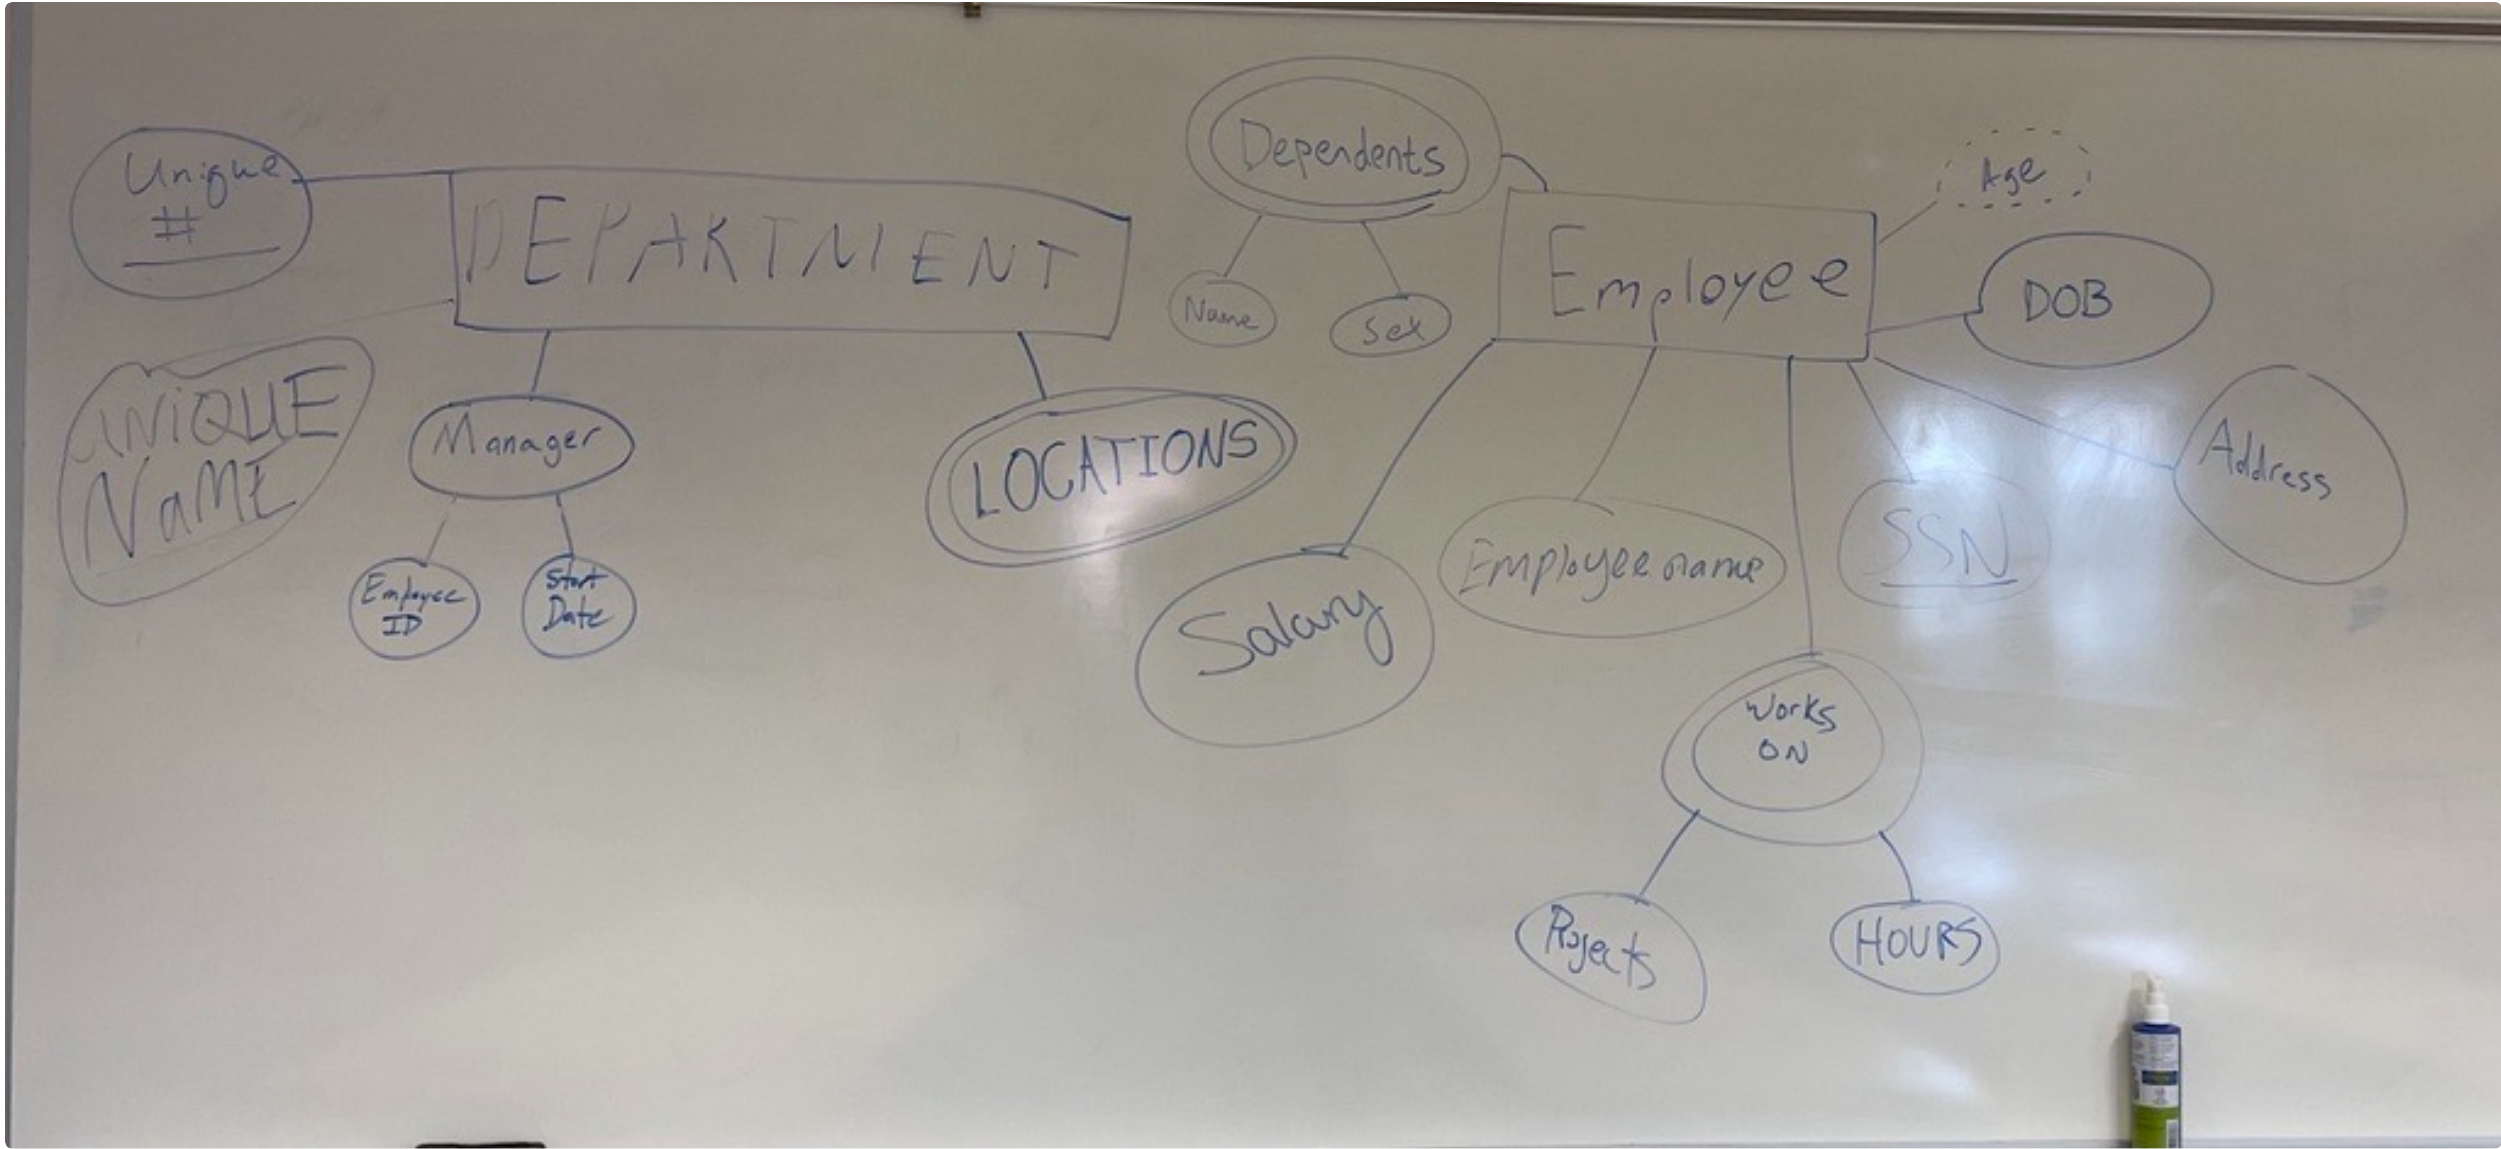 Unique
#
DEPARTMENT
UNIQUE
NaME
Manager
Employee
ID
Start
Date
LOCATIONS
Dependents
Name
Sex
Employee
Age
DOB
Address
SSN
Employee name
Salary
Works
ON
Projects
HOURS